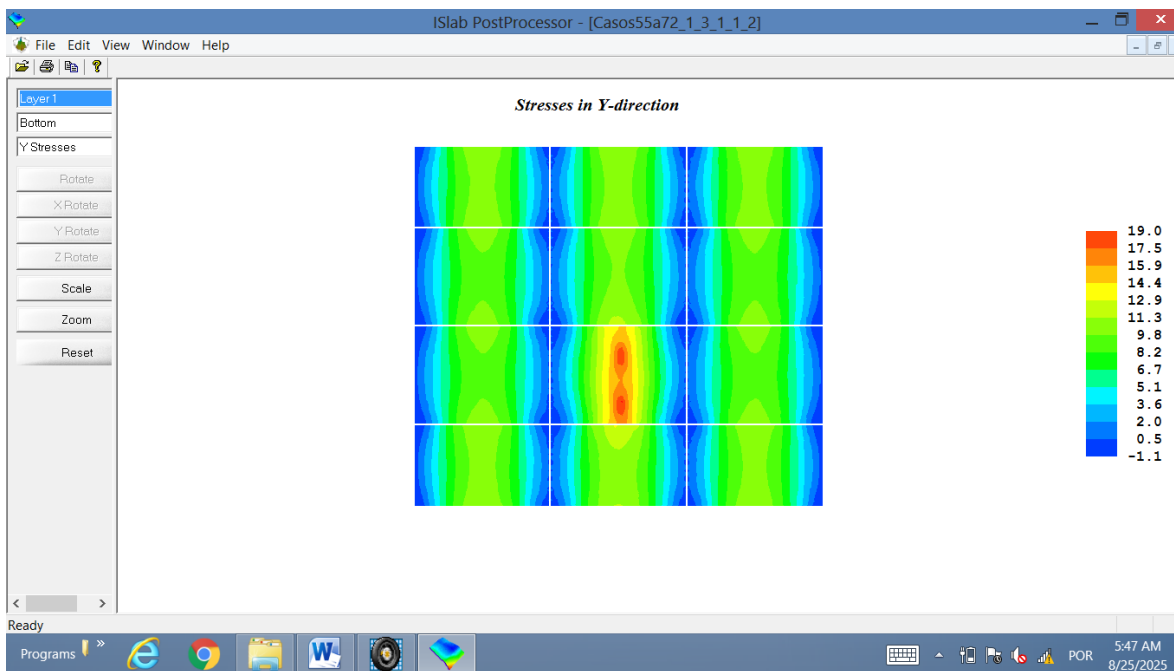 ISlab PostProcessor - [Casos55a72_1_3_1_1_2]
File Edit View Window Help
Layer 1
Bottom
Y Stresses
Rotate
X Rotate
Y Rotate
Z Rotate
Scale
Zoom
Reset
Stresses in Y-direction
19.0
17.5
15.9
14.4
12.9
11.3
9.8
8.2
6.7
5.1
3.6
2.0
0.5
-1.1
Ready
Programs
POR
5:47 AM
8/25/2025